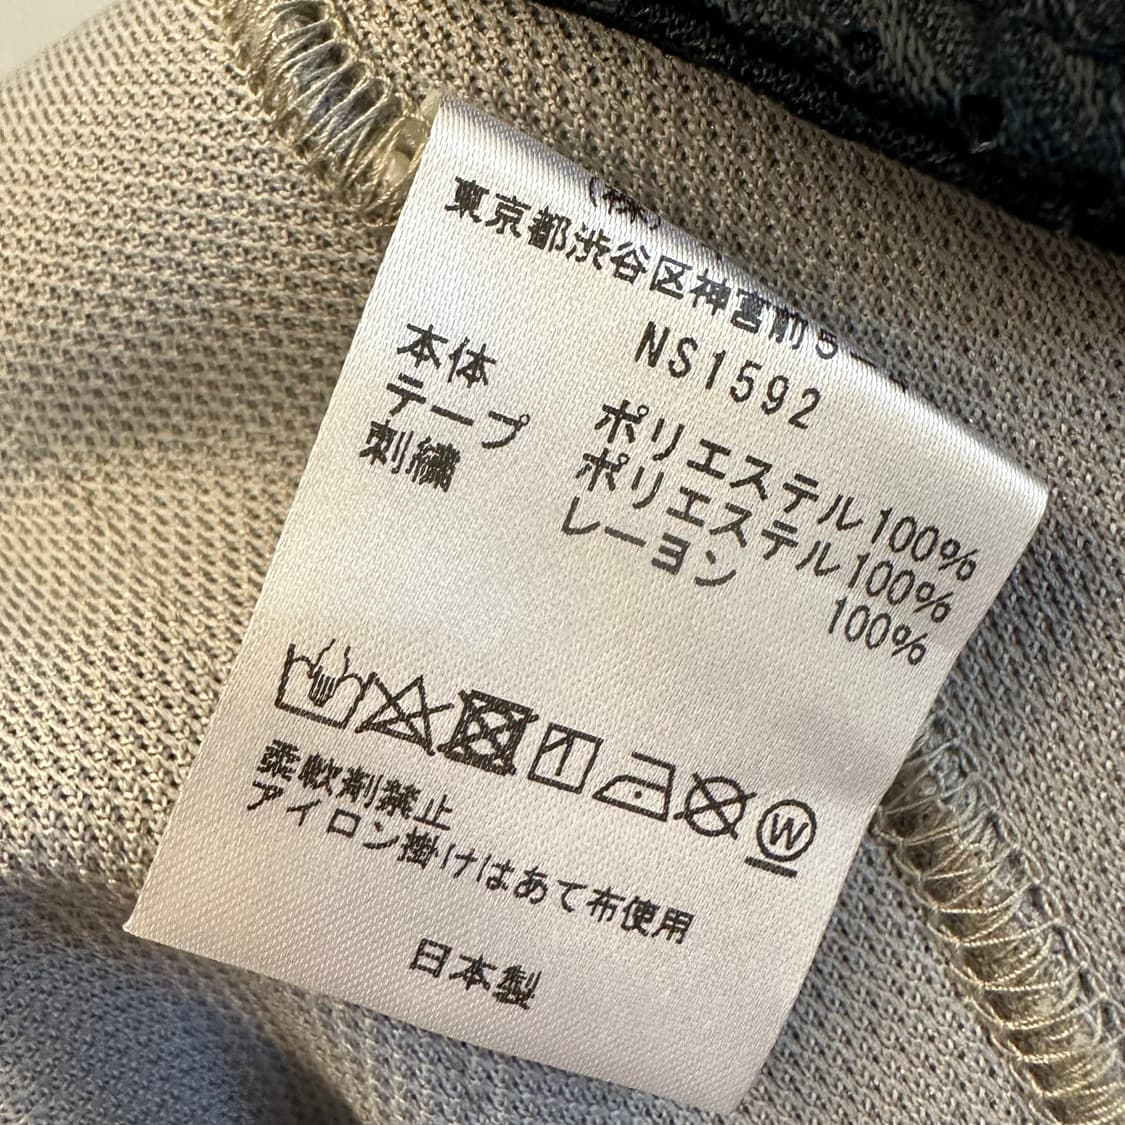 (株)
東京都渋谷区神宮前5-
NS1592
本体 ポリエステル100%
テープ ポリエステル100%
刺繍 レーヨン 100%
W
柔軟剤禁止
アイロン掛けはあて布使用
日本製